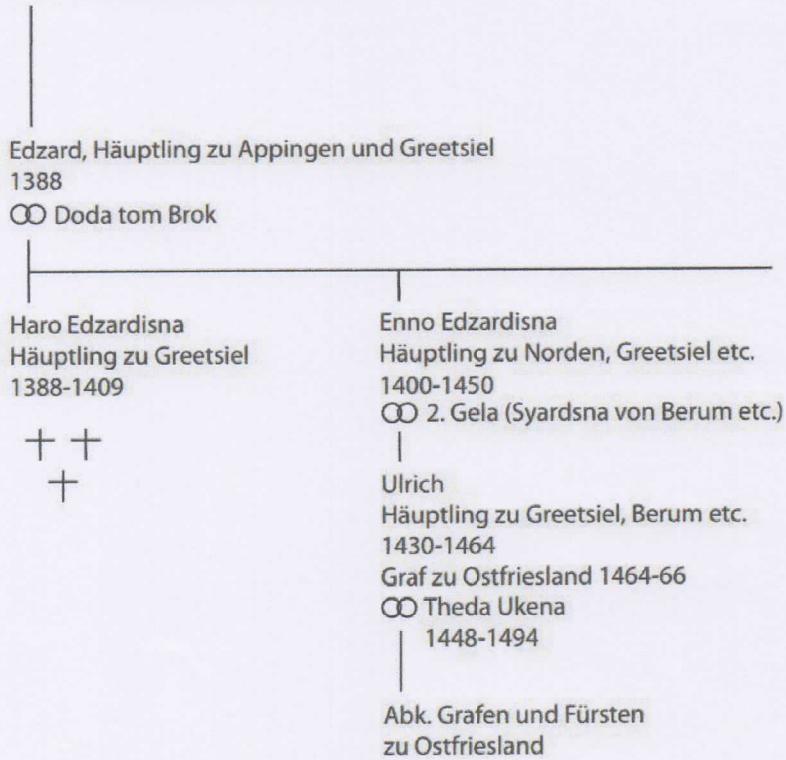 Edzard, Häuptling zu Appingen und Greetsiel
1388
Doda tom Brok
Haro Edzardisna
Häuptling zu Greetsiel
1388-1409
Enno Edzardisna
Häuptling zu Norden, Greetsiel etc.
1400-1450
2. Gela (Syardsna von Berum etc.)
Ulrich
Häuptling zu Greetsiel, Berum etc.
1430-1464
Graf zu Ostfriesland 1464-66
Theda Ukena
1448-1494
Abk. Grafen und Fürsten
zu Ostfriesland